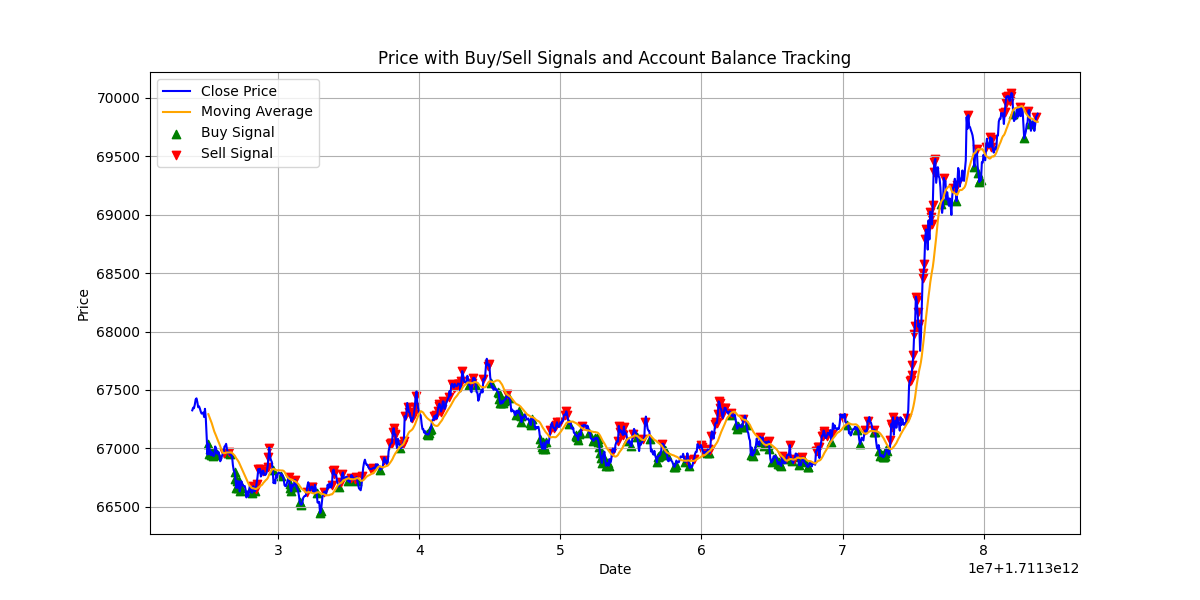 Price with Buy/Sell Signals and Account Balance Tracking
Close Price
Moving Average
Buy Signal
Sell Signal
70000
69500
69000
68500
68000
67500
67000
66500
Price
3 4 5 6 7 8
Date
1e7+1.7113e12